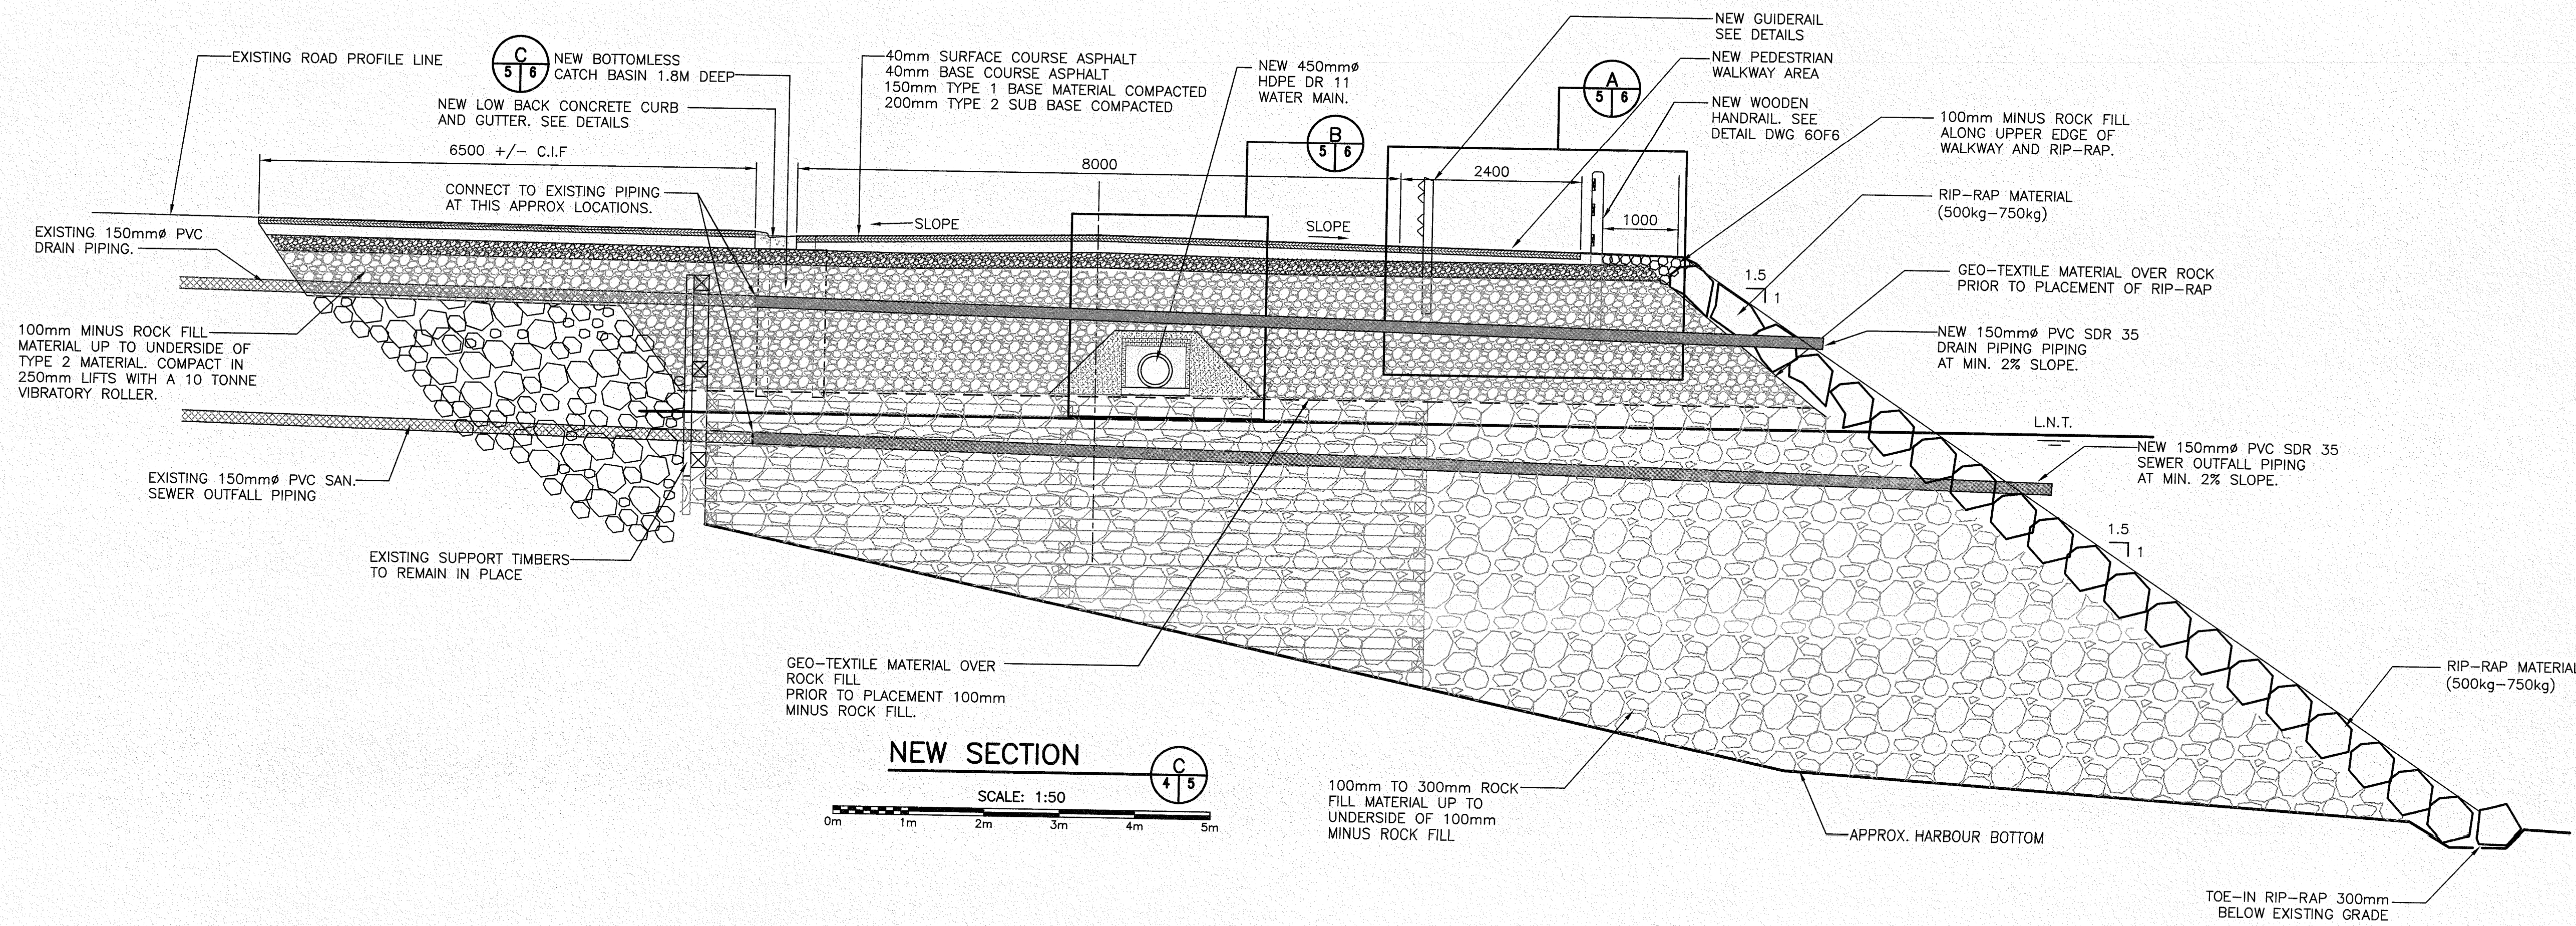 EXISTING ROAD PROFILE LINE
C
5 6
NEW BOTTOMLESS
CATCH BASIN 1.8M DEEP
NEW LOW BACK CONCRETE CURB
AND GUTTER. SEE DETAILS
6500 +/- C.I.F
CONNECT TO EXISTING PIPING
AT THIS APPROX LOCATIONS.
40mm SURFACE COURSE ASPHALT
40mm BASE COURSE ASPHALT
150mm TYPE 1 BASE MATERIAL COMPACTED
200mm TYPE 2 SUB BASE COMPACTED
NEW 450mmø
HDPE DR 11
WATER MAIN.
B
5 6
8000
SLOPE
SLOPE
NEW GUIDERAIL
SEE DETAILS
NEW PEDESTRIAN
WALKWAY AREA
A
5 6
NEW WOODEN
HANDRAIL. SEE
DETAIL DWG 6OF6
2400
1000
100mm MINUS ROCK FILL
ALONG UPPER EDGE OF
WALKWAY AND RIP-RAP.
RIP-RAP MATERIAL
(500kg-750kg)
1.5
1
GEO-TEXTILE MATERIAL OVER ROCK
PRIOR TO PLACEMENT OF RIP-RAP
NEW 150mmø PVC SDR 35
DRAIN PIPING PIPING
AT MIN. 2% SLOPE.
L.N.T.
NEW 150mmø PVC SDR 35
SEWER OUTFALL PIPING
AT MIN. 2% SLOPE.
1.5
1
EXISTING 150mmø PVC
DRAIN PIPING.
100mm MINUS ROCK FILL
MATERIAL UP TO UNDERSIDE OF
TYPE 2 MATERIAL. COMPACT IN
250mm LIFTS WITH A 10 TONNE
VIBRATORY ROLLER.
EXISTING 150mmø PVC SAN.
SEWER OUTFALL PIPING
EXISTING SUPPORT TIMBERS
TO REMAIN IN PLACE
GEO-TEXTILE MATERIAL OVER
ROCK FILL
PRIOR TO PLACEMENT 100mm
MINUS ROCK FILL.
RIP-RAP MATERIAL
(500kg-750kg)
NEW SECTION
C
4 5
SCALE: 1:50
0m 1m 2m 3m 4m 5m
100mm TO 300mm ROCK
FILL MATERIAL UP TO
UNDERSIDE OF 100mm
MINUS ROCK FILL
APPROX. HARBOUR BOTTOM
TOE-IN RIP-RAP 300mm
BELOW EXISTING GRADE